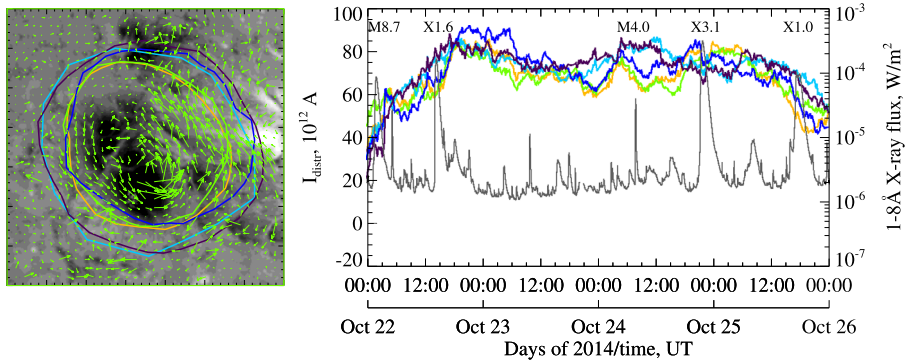 M8.7 X1.6 M4.0 X3.1 X1.0
100
80
60
40
20
0
-20
I_distr, 10^12 A
10^-3
10^-4
10^-5
10^-6
10^-7
1-8Å X-ray flux, W/m^2
00:00 12:00 00:00 12:00 00:00 12:00 00:00 12:00 00:00
Oct 22 Oct 23 Oct 24 Oct 25 Oct 26
Days of 2014/time, UT